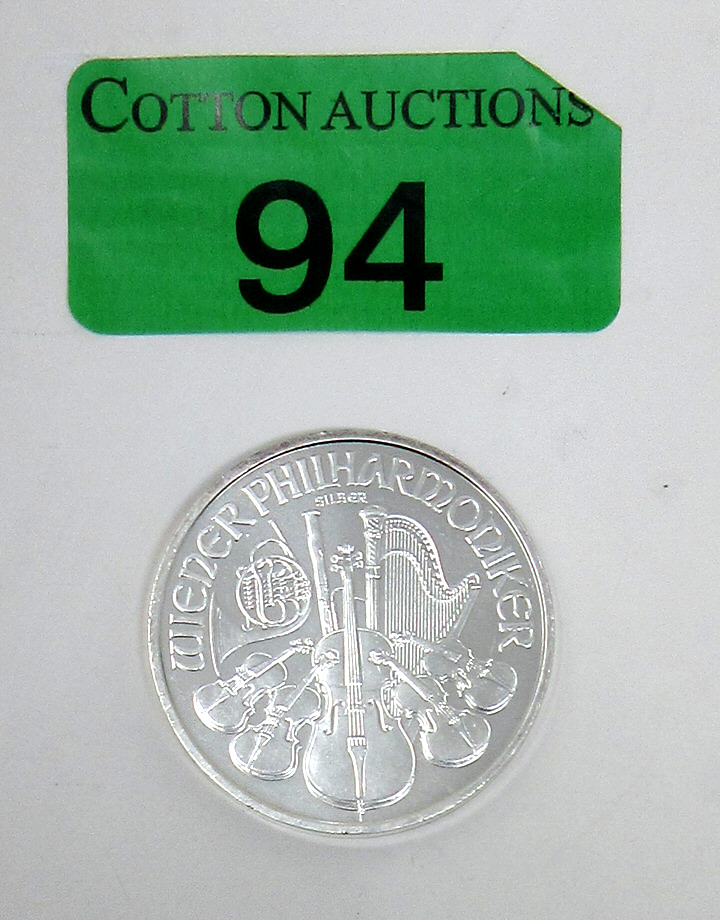 COTTON AUCTIONS
94
WIENER PHILHARMONIKER
SILBER